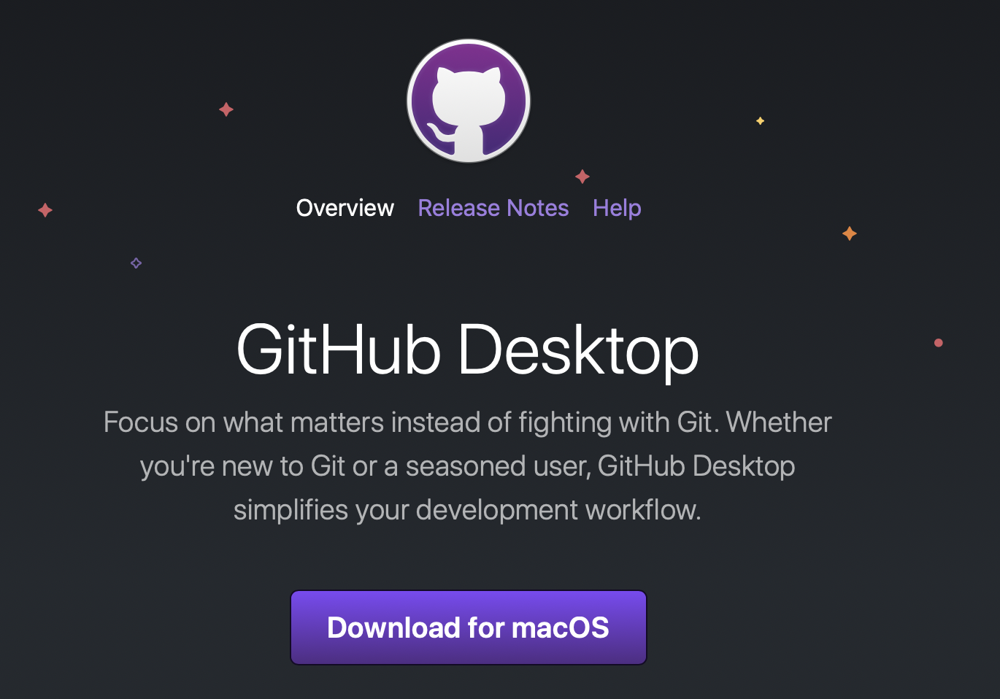 Overview Release Notes Help
GitHub Desktop
Focus on what matters instead of fighting with Git. Whether
you're new to Git or a seasoned user, GitHub Desktop
simplifies your development workflow.
Download for macOS